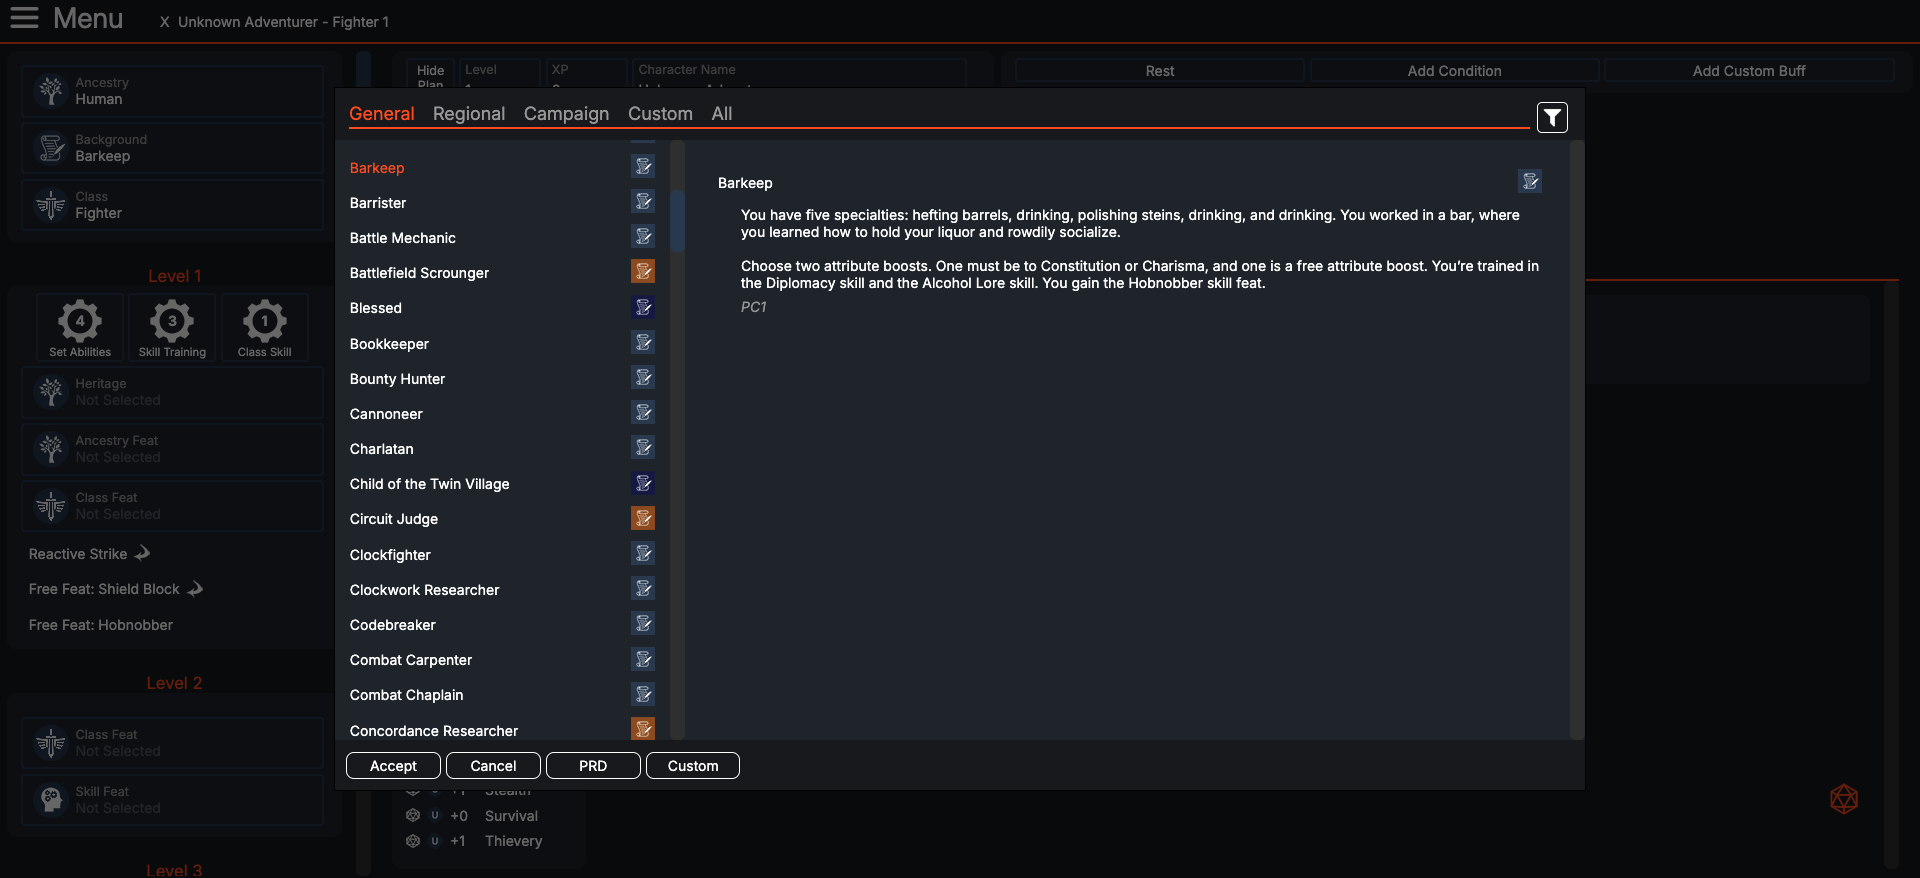 Menu
X Unknown Adventurer - Fighter 1
Ancestry
Human
Background
Barkeep
Class
Fighter
Level 1
4
Set Abilities
3
Skill Training
1
Class Skill
Heritage
Not Selected
Ancestry Feat
Not Selected
Class Feat
Not Selected
Reactive Strike
Free Feat: Shield Block
Free Feat: Hobnobber
Level 2
Class Feat
Not Selected
Skill Feat
Not Selected
Level 3
Hide
Plan
Level
XP
Character Name
Rest
Add Condition
Add Custom Buff
General
Regional
Campaign
Custom
All
Barkeep
Barrister
Battle Mechanic
Battlefield Scrounger
Blessed
Bookkeeper
Bounty Hunter
Cannoneer
Charlatan
Child of the Twin Village
Circuit Judge
Clockfighter
Clockwork Researcher
Codebreaker
Combat Carpenter
Combat Chaplain
Concordance Researcher
Barkeep
You have five specialties: hefting barrels, drinking, polishing steins, drinking, and drinking. You worked in a bar, where
you learned how to hold your liquor and rowdily socialize.
Choose two attribute boosts. One must be to Constitution or Charisma, and one is a free attribute boost. You're trained in
the Diplomacy skill and the Alcohol Lore skill. You gain the Hobnobber skill feat.
PC1
Accept
Cancel
PRD
Custom
+1 Stealth
U +0 Survival
U +1 Thievery